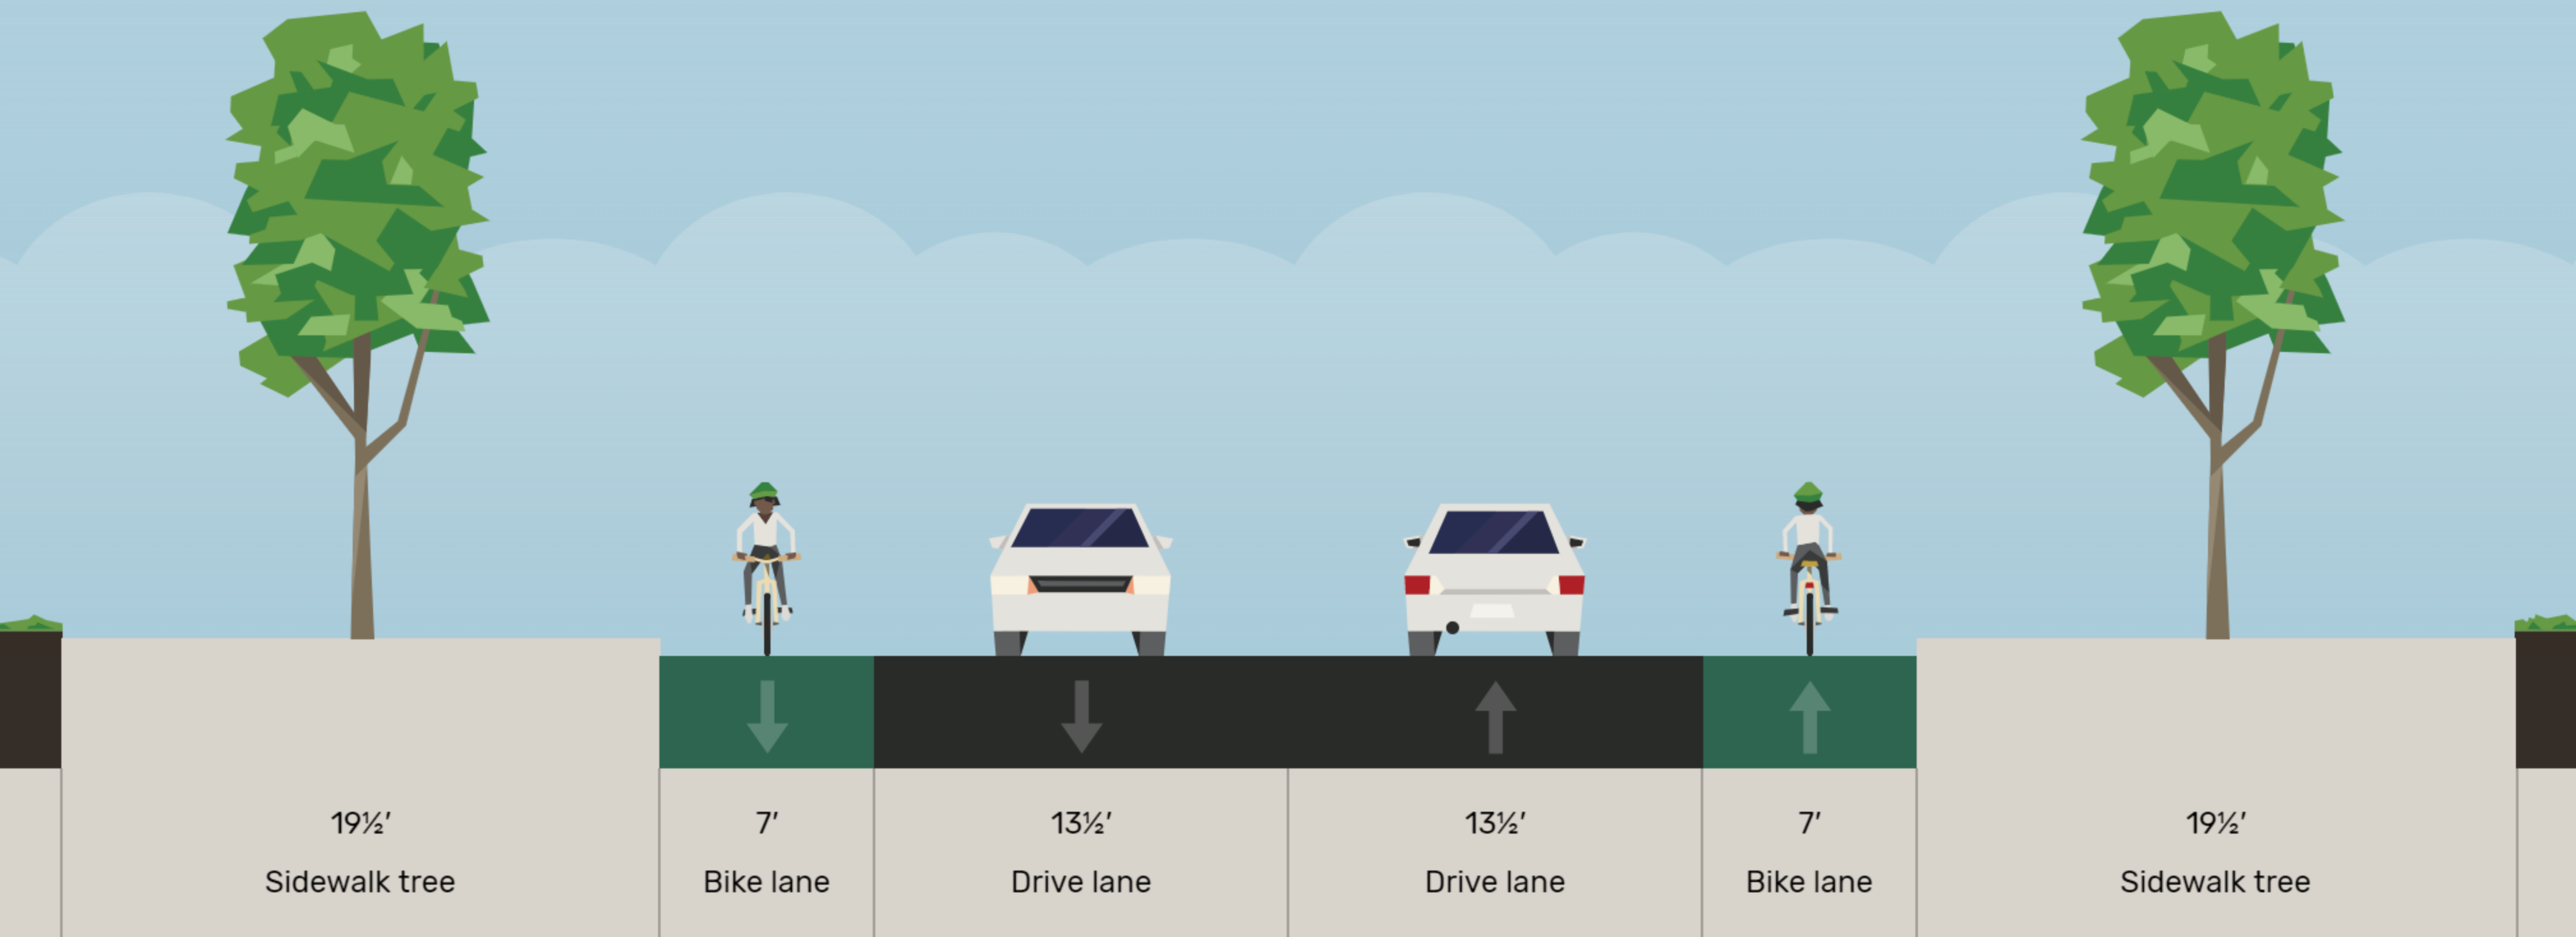 19½′ 7′ 13½′ 13½′ 7′ 19½′
Sidewalk tree Bike lane Drive lane Drive lane Bike lane Sidewalk tree